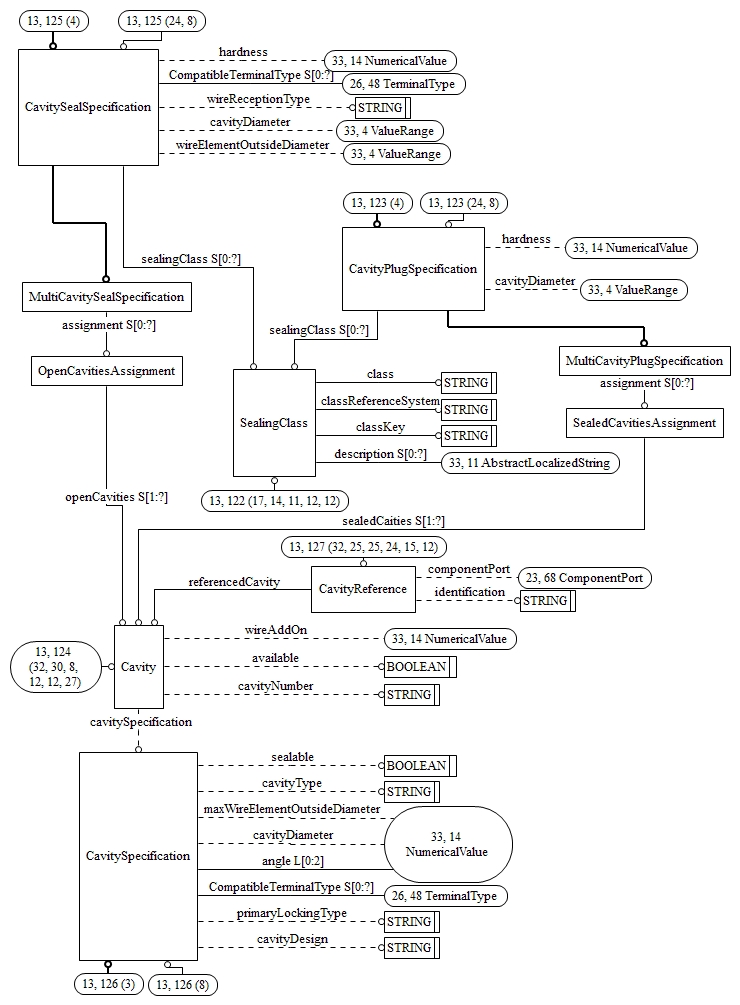 13, 125 (4)
13, 125 (24, 8)
hardness
33, 14 NumericalValue
CompatibleTerminalType S[0:?]
26, 48 TerminalType
CavitySealSpecification
wireReceptionType
STRING
cavityDiameter
33, 4 ValueRange
wireElementOutsideDiameter
33, 4 ValueRange
13, 123 (4)
13, 123 (24, 8)
hardness
33, 14 NumericalValue
sealingClass S[0:?]
CavityPlugSpecification
cavityDiameter
33, 4 ValueRange
MultiCavitySealSpecification
assignment S[0:?]
sealingClass S[0:?]
MultiCavityPlugSpecification
OpenCavitiesAssignment
class
STRING
assignment S[0:?]
classReferenceSystem
STRING
SealingClass
SealedCavitiesAssignment
classKey
STRING
description S[0:?]
33, 11 AbstractLocalizedString
openCavities S[1:?]
13, 122 (17, 14, 11, 12, 12)
sealedCaities S[1:?]
13, 127 (32, 25, 25, 24, 15, 12)
referencedCavity
CavityReference
componentPort
23, 68 ComponentPort
identification
STRING
wireAddOn
33, 14 NumericalValue
13, 124
(32, 30, 8,
12, 12, 27)
Cavity
available
BOOLEAN
cavityNumber
STRING
cavitySpecification
sealable
BOOLEAN
cavityType
STRING
maxWireElementOutsideDiameter
cavityDiameter
33, 14
NumericalValue
CavitySpecification
angle L[0:2]
CompatibleTerminalType S[0:?]
26, 48 TerminalType
primaryLockingType
STRING
cavityDesign
STRING
13, 126 (3)
13, 126 (8)